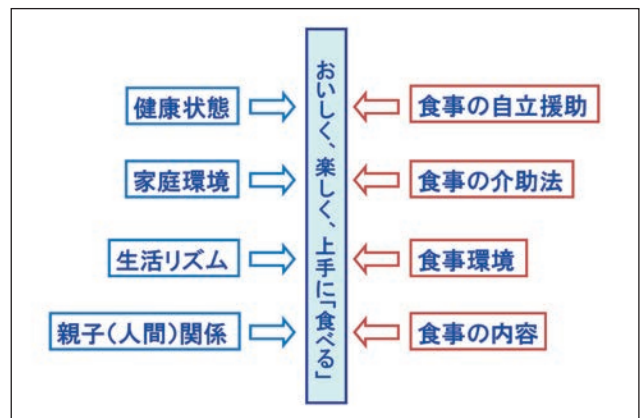 健康状態
家庭環境
生活リズム
親子(人間)関係
おいしく、楽しく、上手に「食べる」
食事の自立援助
食事の介助法
食事環境
食事の内容